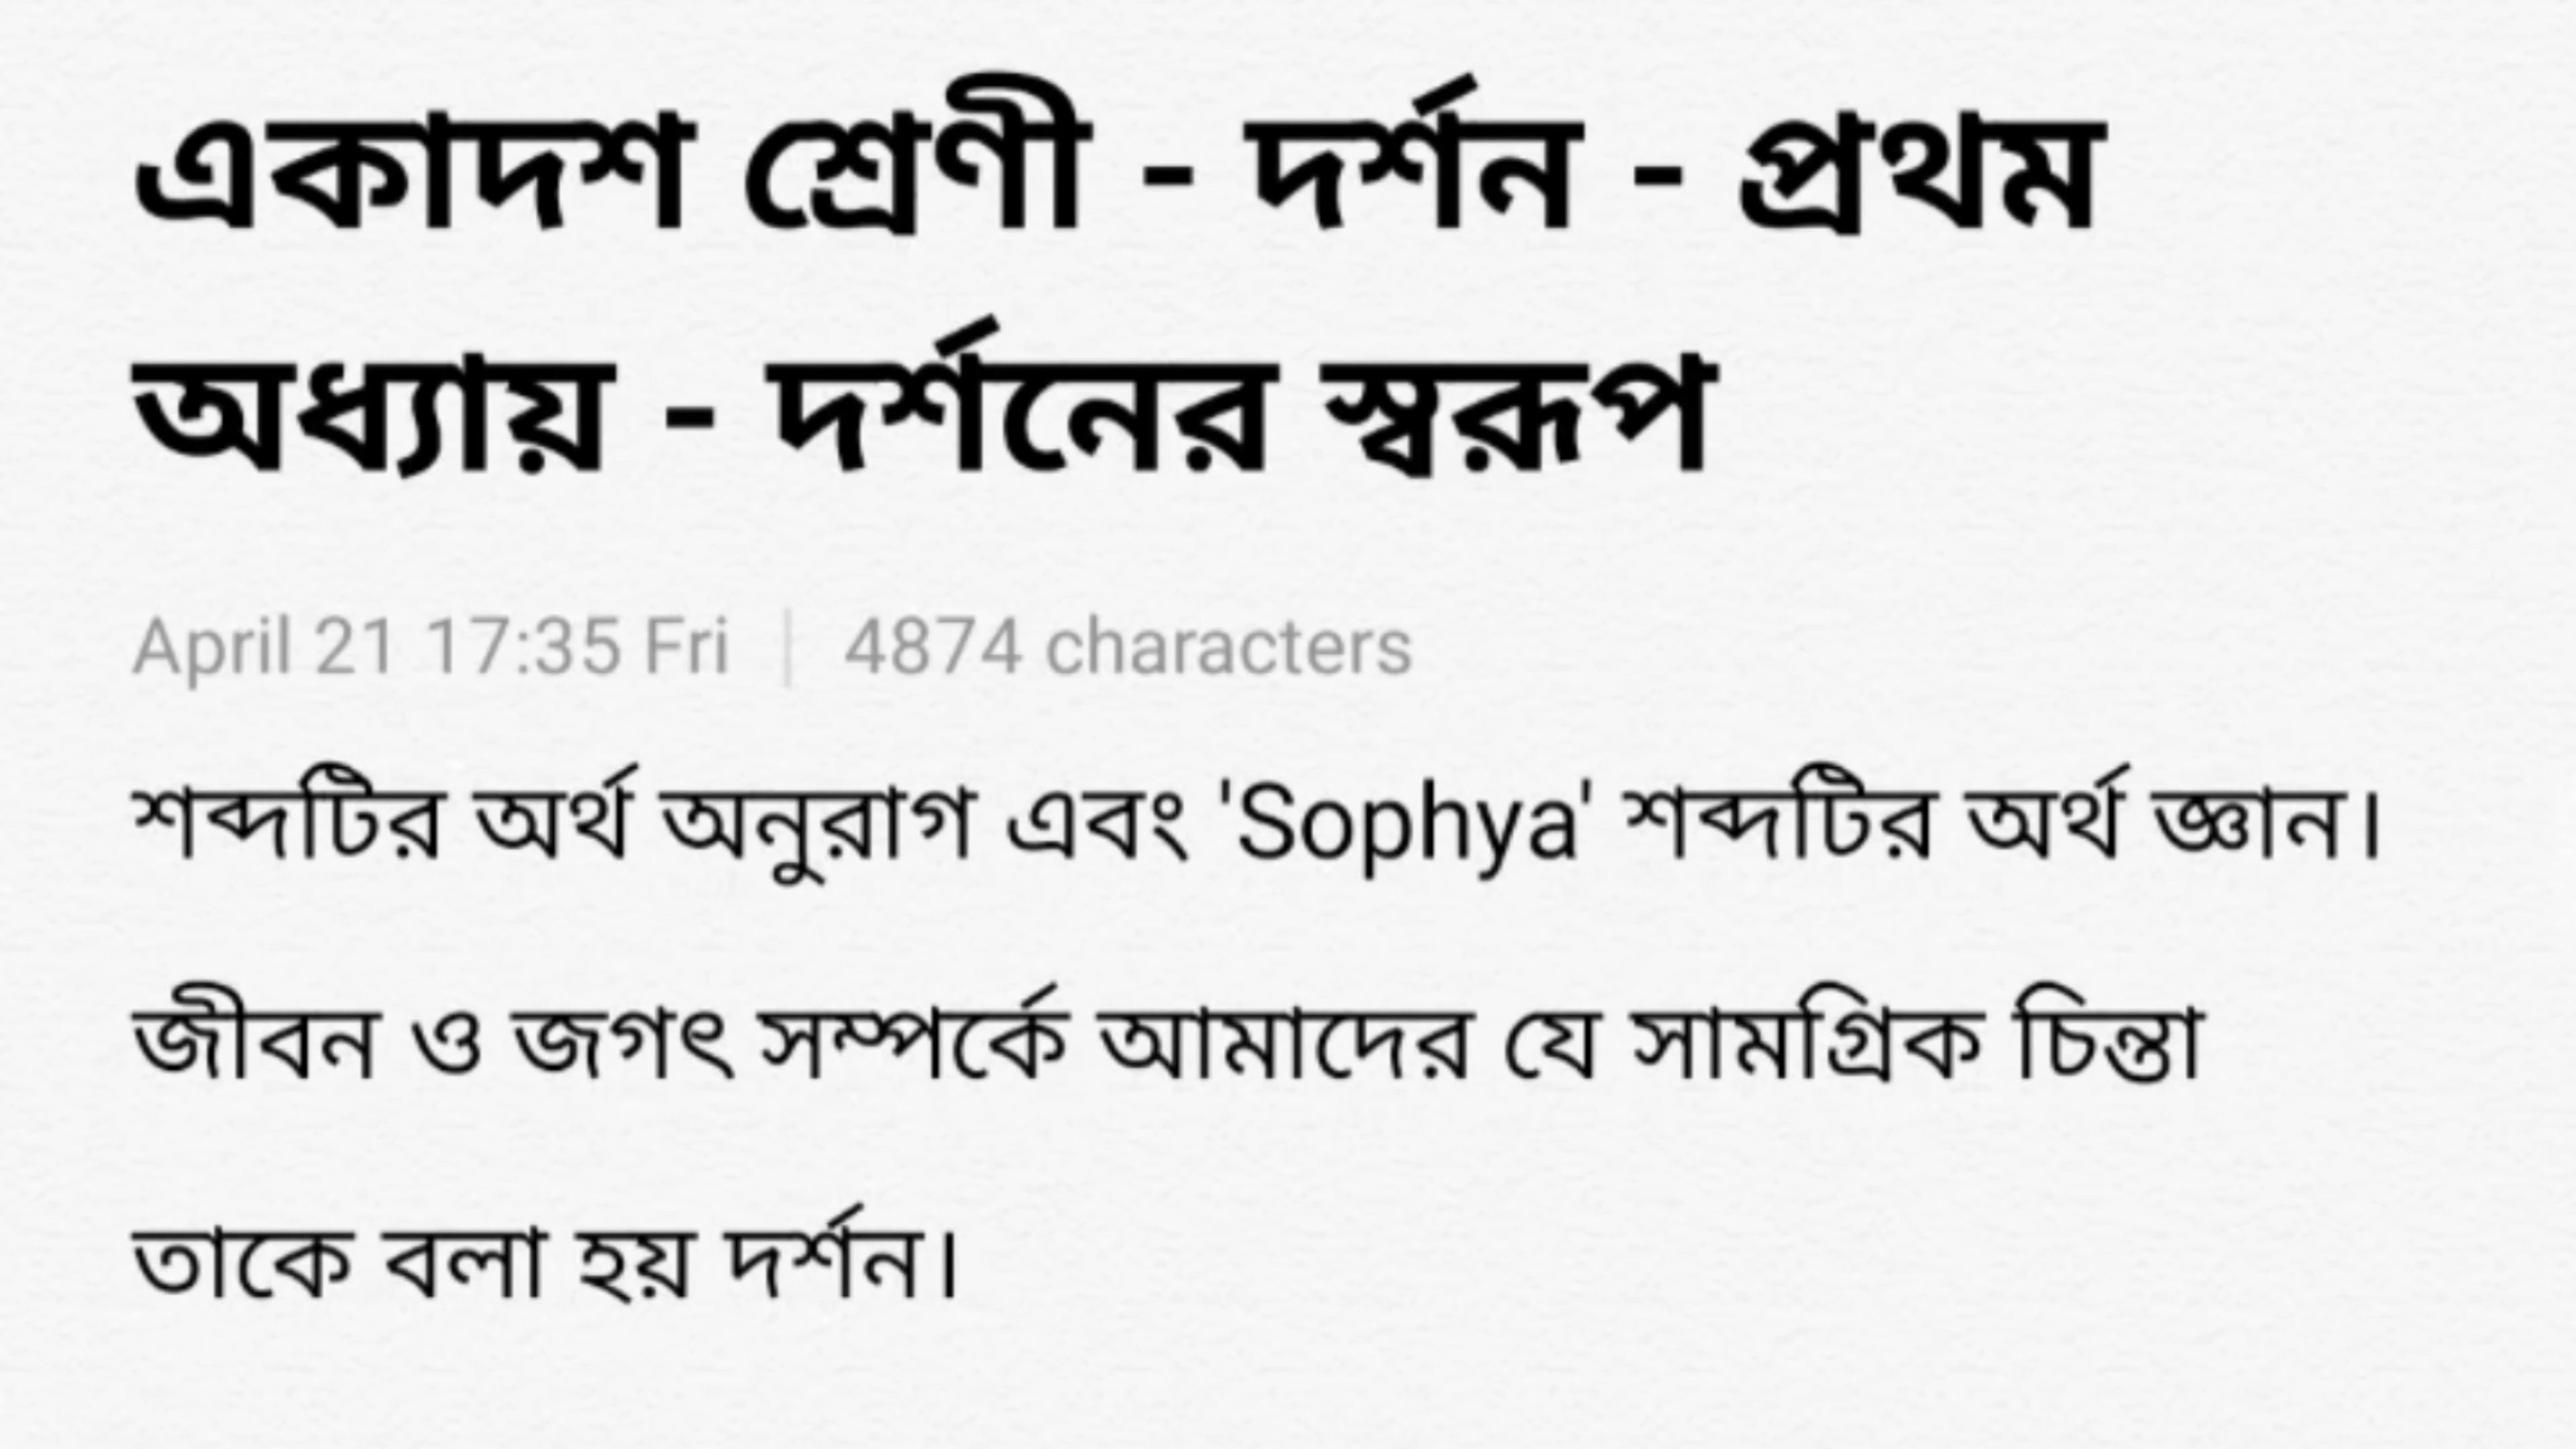 একাদশ শ্রেণী - দর্শন - প্রথম
অধ্যায় - দর্শনের স্বরূপ
April 21 17:35 Fri | 4874 characters
শব্দটির অর্থ অনুরাগ এবং 'Sophya' শব্দটির অর্থ জ্ঞান।
জীবন ও জগৎ সম্পর্কে আমাদের যে সামগ্রিক চিন্তা
তাকে বলা হয় দর্শন।